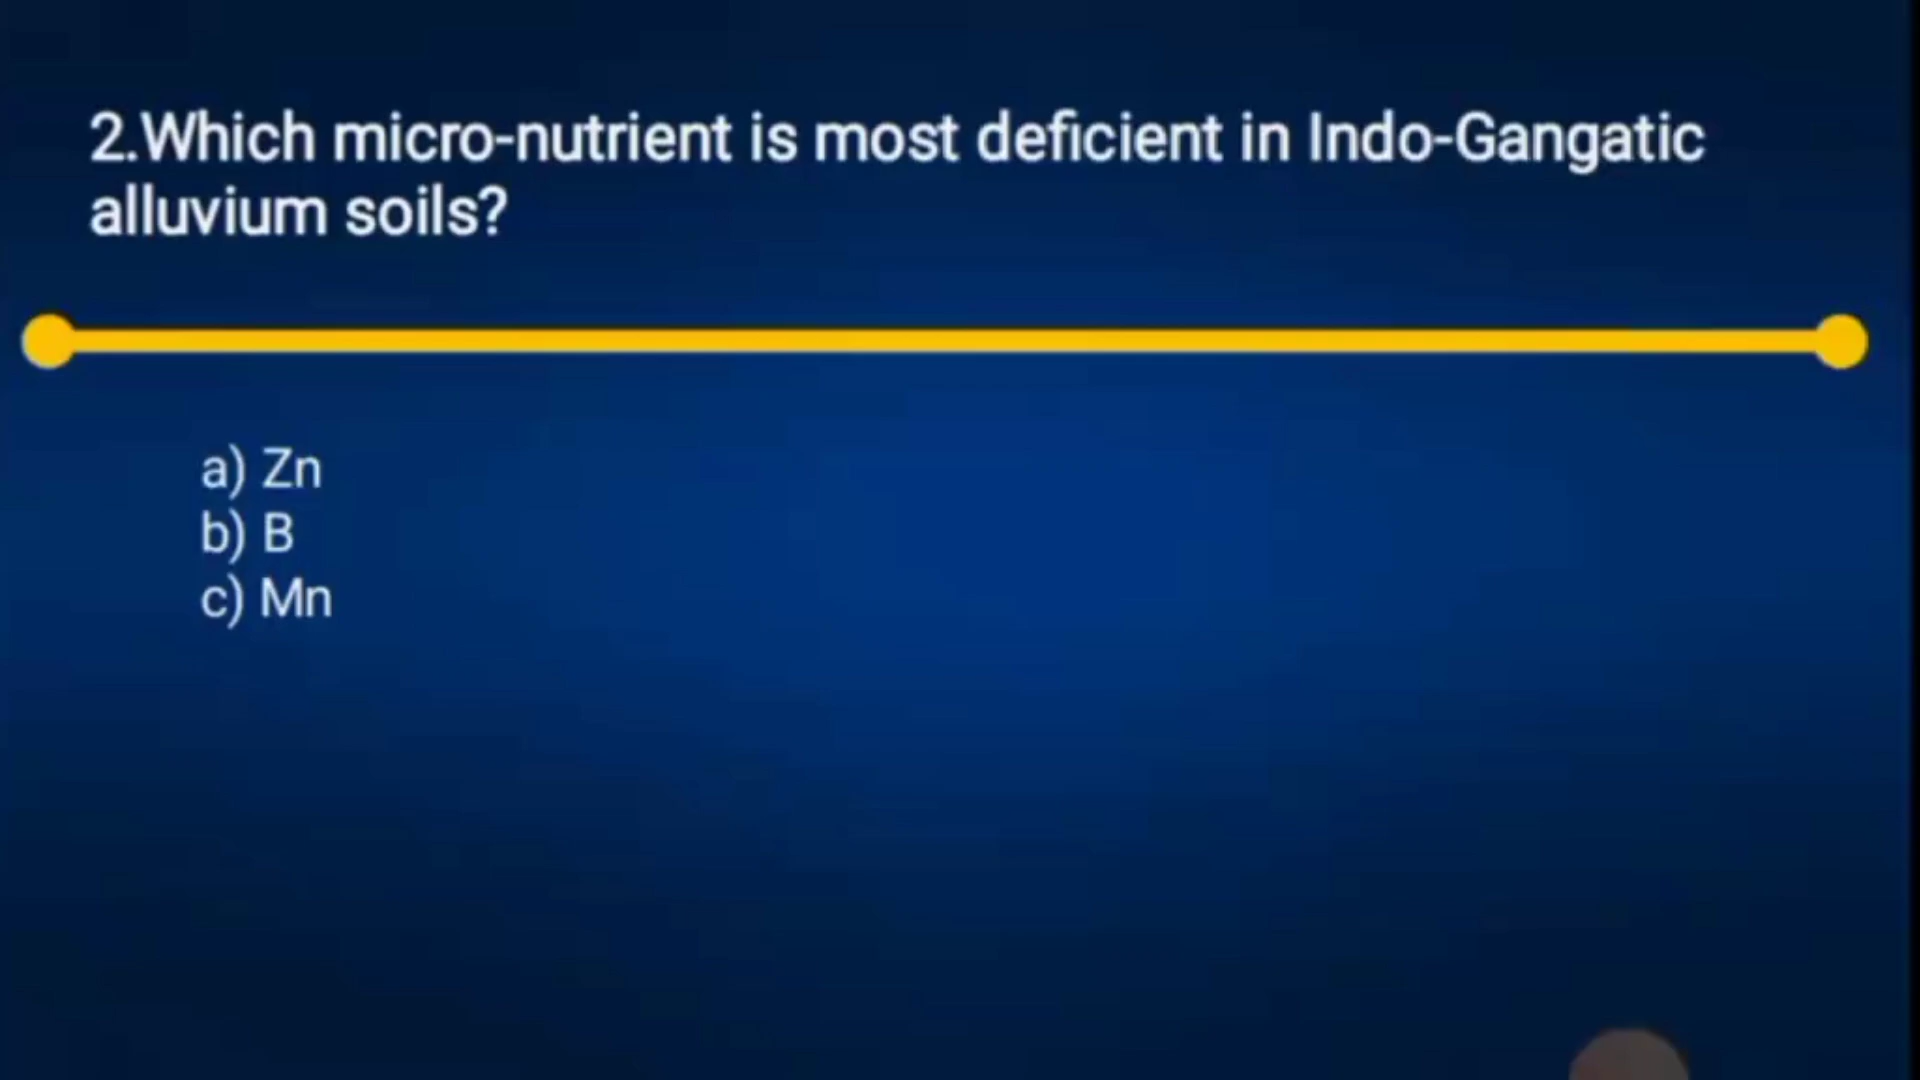 2.Which micro-nutrient is most deficient in Indo-Gangatic
alluvium soils?
a) Zn
b) B
c) Mn